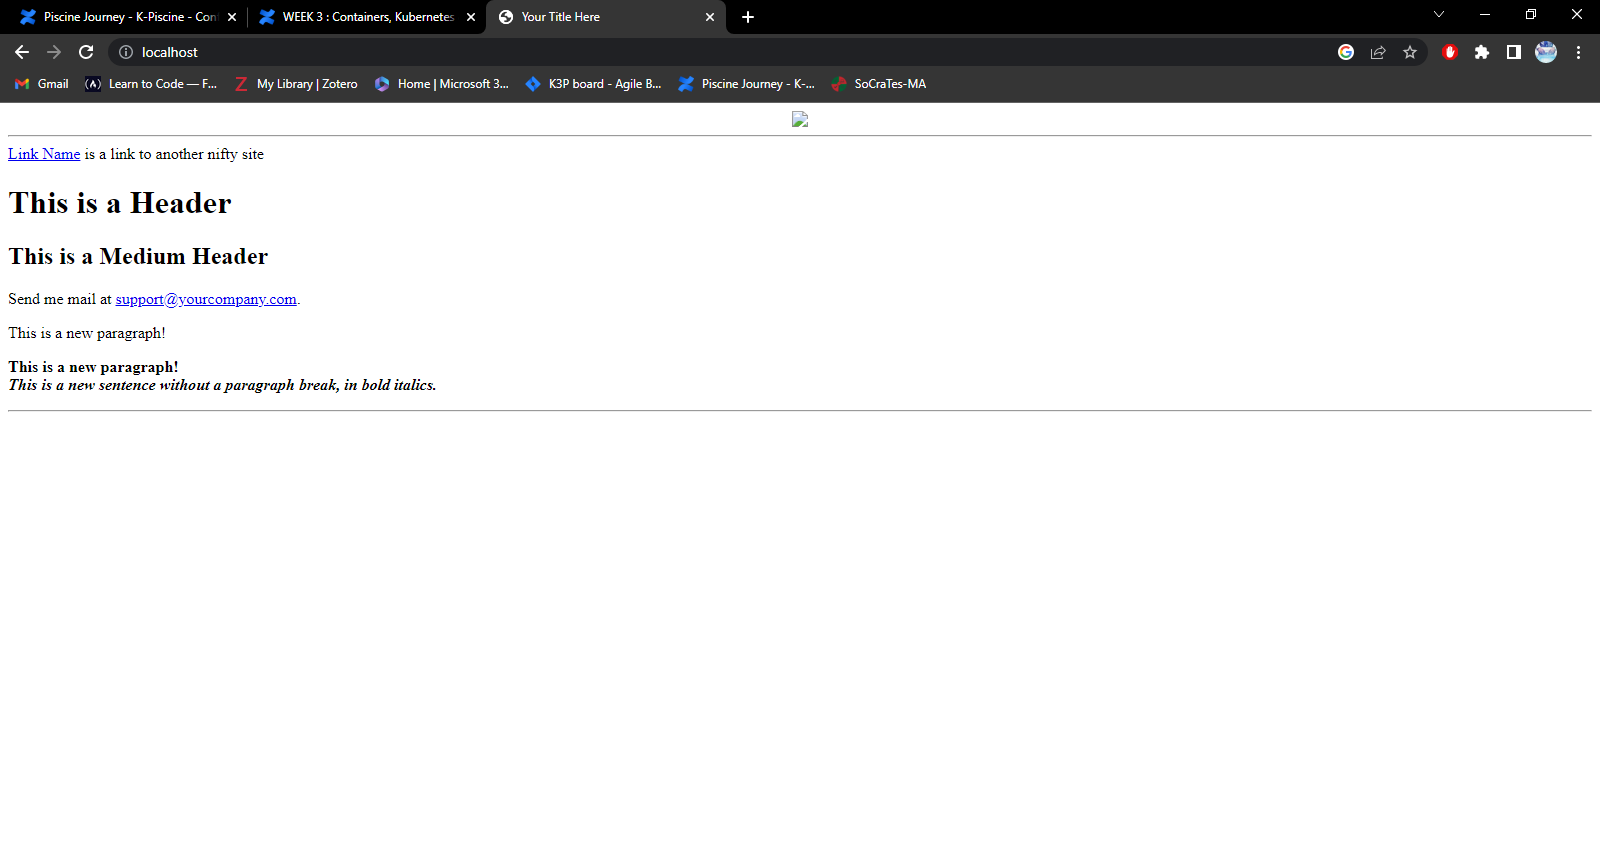 Piscine Journey - K-Piscine - Con
WEEK 3 : Containers, Kubernetes
Your Title Here
localhost
Gmail
Learn to Code — F...
My Library | Zotero
Home | Microsoft 3...
K3P board - Agile B...
Piscine Journey - K-...
SoCraTes-MA
Link Name is a link to another nifty site
This is a Header
This is a Medium Header
Send me mail at support@yourcompany.com.
This is a new paragraph!
This is a new paragraph!
This is a new sentence without a paragraph break, in bold italics.